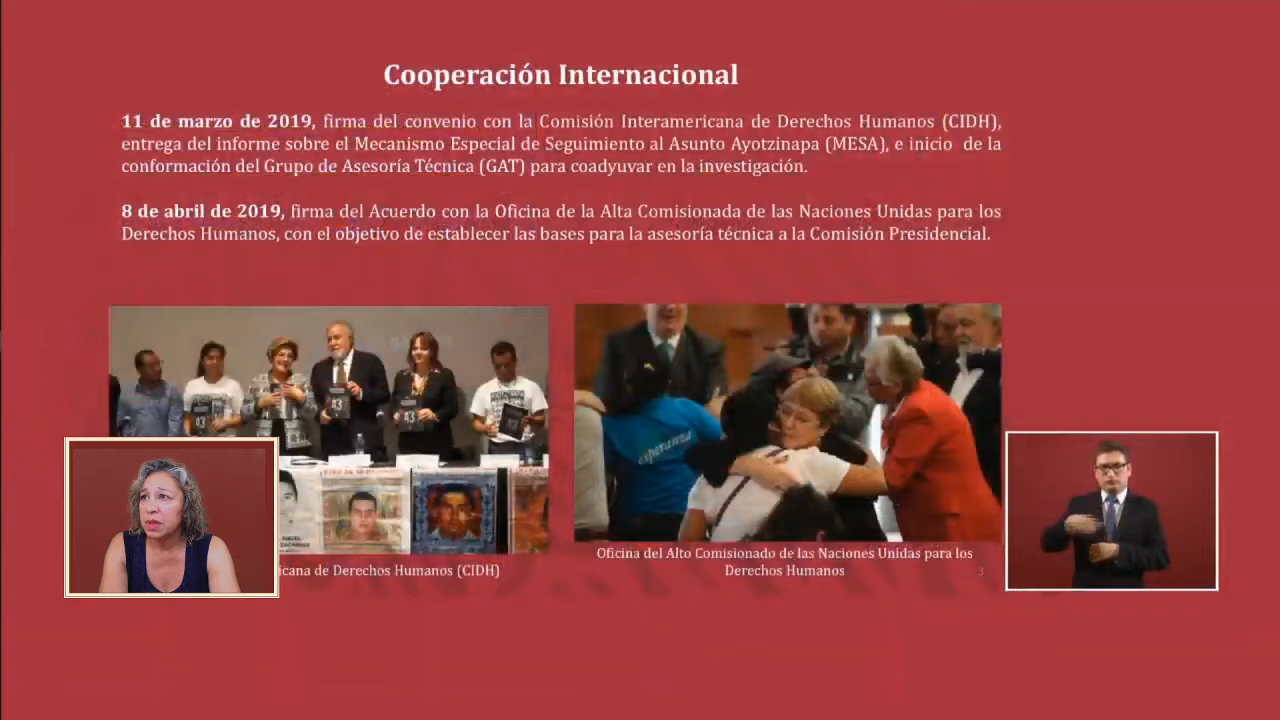 Cooperación Internacional
11 de marzo de 2019, firma del convenio con la Comisión Interamericana de Derechos Humanos (CIDH),
entrega del informe sobre el Mecanismo Especial de Seguimiento al Asunto Ayotzinapa (MESA), e inicio de la
conformación del Grupo de Asesoría Técnica (GAT) para coadyuvar en la investigación.
8 de abril de 2019, firma del Acuerdo con la Oficina de la Alta Comisionada de las Naciones Unidas para los
Derechos Humanos, con el objetivo de establecer las bases para la asesoría técnica a la Comisión Presidencial.
43
43
esperanza
icana de Derechos Humanos (CIDH)
Oficina del Alto Comisionado de las Naciones Unidas para los
Derechos Humanos
3